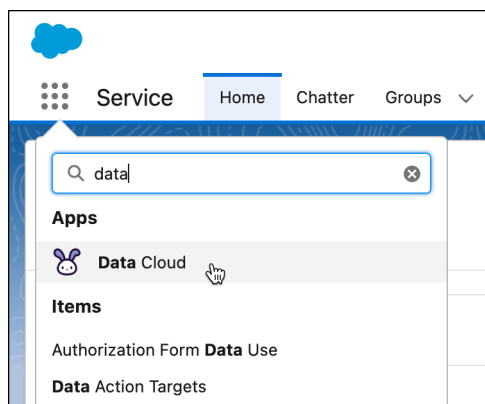 Service Home Chatter Groups
data
Apps
Data Cloud
Items
Authorization Form Data Use
Data Action Targets